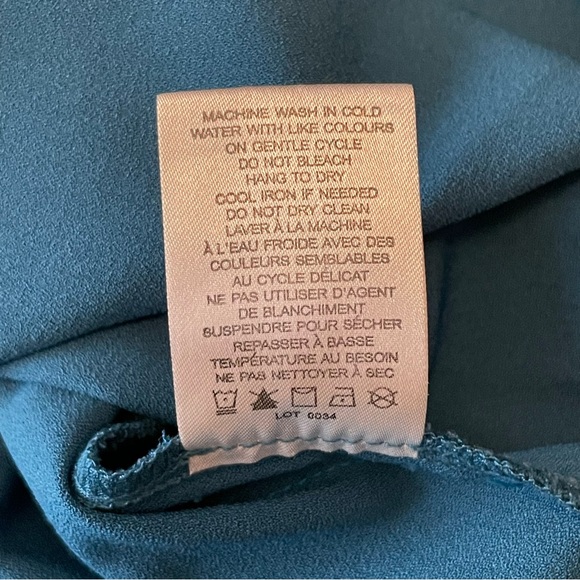 MACHINE WASH IN COLD
WATER WITH LIKE COLOURS
ON GENTLE CYCLE
DO NOT BLEACH
HANG TO DRY
COOL IRON IF NEEDED
DO NOT DRY CLEAN
LAVER À LA MACHINE
À L'EAU FROIDE AVEC DES
COULEURS SEMBLABLES
AU CYCLE DÉLICAT
NE PAS UTILISER D'AGENT
DE BLANCHIMENT
SUSPENDRE POUR SÉCHER
REPASSER À BASSE
TEMPÉRATURE AU BESOIN
NE PAS NETTOYER À SEC
LOT 0034